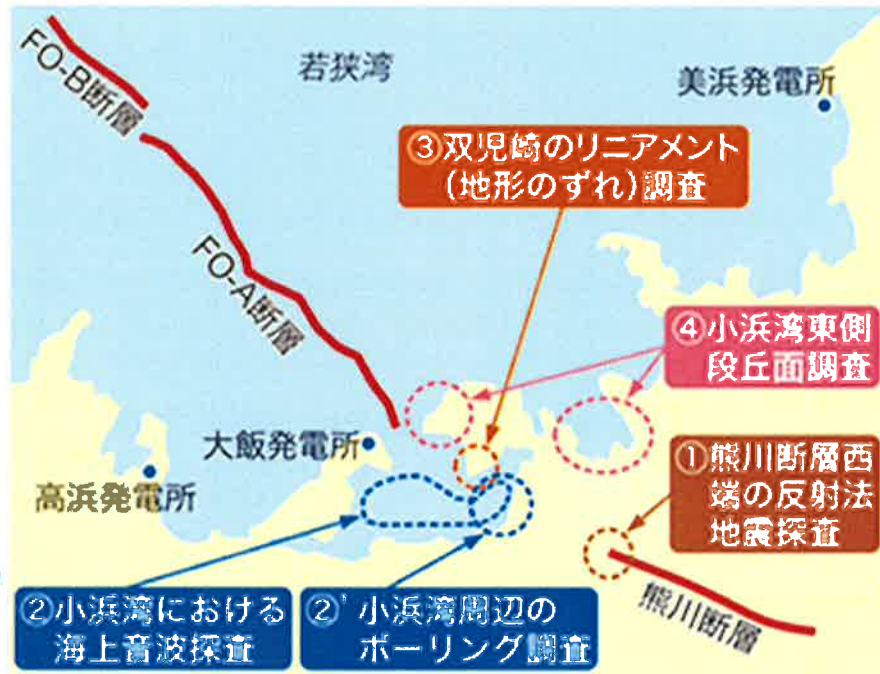 FO-B断層
若狭湾
美浜発電所
③双児崎のリニアメント
(地形のずれ)調査
FO-A断層
④小浜湾東側
段丘面調査
大飯発電所
高浜発電所
①熊川断層西
端の反射法
地震探査
②小浜湾における
海上音波探査
②'小浜湾周辺の
ボーリング調査
熊川断層